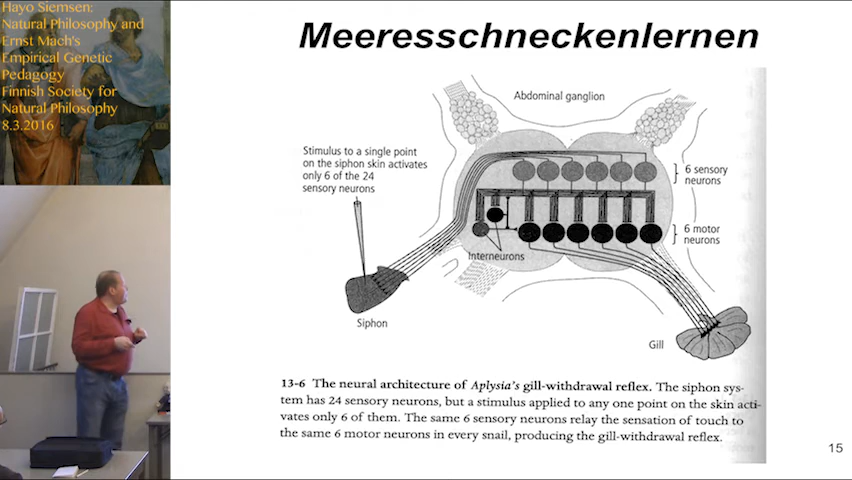 Hayo Siemsen:
Natural Philosophy and
Ernst Mach's
Empirical Genetic
Pedagogy
Finnish Society for
Natural Philosophy
8.3.2016
Meeresschneckenlernen
Abdominal ganglion
Stimulus to a single point
on the siphon skin activates
only 6 of the 24
sensory neurons
6 sensory
neurons
6 motor
neurons
Interneurons
Siphon
Gill
13-6 The neural architecture of Aplysia's gill-withdrawal reflex. The siphon sys-
tem has 24 sensory neurons, but a stimulus applied to any one point on the skin acti-
vates only 6 of them. The same 6 sensory neurons relay the sensation of touch to
the same 6 motor neurons in every snail, producing the gill-withdrawal reflex.
15